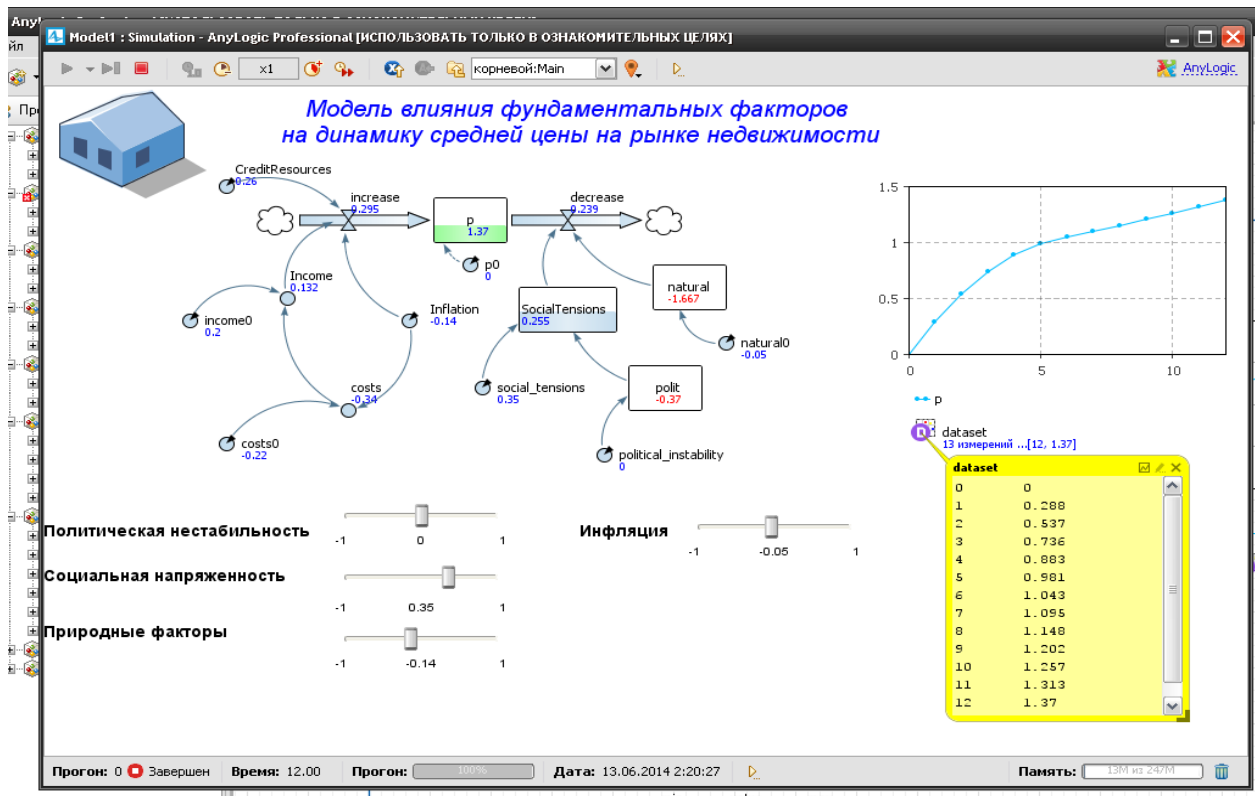 Model1 : Simulation - AnyLogic Professional [ИСПОЛЬЗОВАТЬ ТОЛЬКО В ОЗНАКОМИТЕЛЬНЫХ ЦЕЛЯХ]
x1
корневой:Main
AnyLogic
Модель влияния фундаментальных факторов
на динамику средней цены на рынке недвижимости
CreditResources
0.26
increase
0.295
decrease
0.239
p
1.37
p0
0
Income
0.132
income0
0.2
Inflation
-0.14
SocialTensions
0.255
natural
-1.667
natural0
-0.05
costs
-0.34
social_tensions
0.35
polit
-0.37
costs0
-0.22
political_instability
0
1.5
1
0.5
0
0 5 10
p
dataset
13 измерений ...[12, 1.37]
dataset
0 0
1 0.288
2 0.537
3 0.736
4 0.883
5 0.981
6 1.043
7 1.095
8 1.148
9 1.202
10 1.257
11 1.313
12 1.37
Политическая нестабильность
-1 0 1
Инфляция
-1 -0.05 1
Социальная напряженность
-1 0.35 1
Природные факторы
-1 -0.14 1
Прогон: 0 Завершен Время: 12.00 Прогон: 100% Дата: 13.06.2014 2:20:27 Память: 13M из 247M